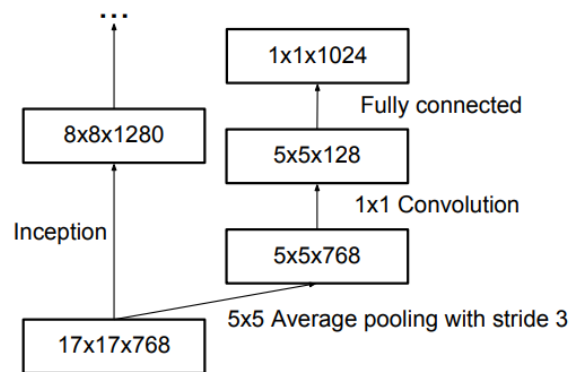 ...
1x1x1024
Fully connected
8x8x1280
5x5x128
1x1 Convolution
Inception
5x5x768
5x5 Average pooling with stride 3
17x17x768